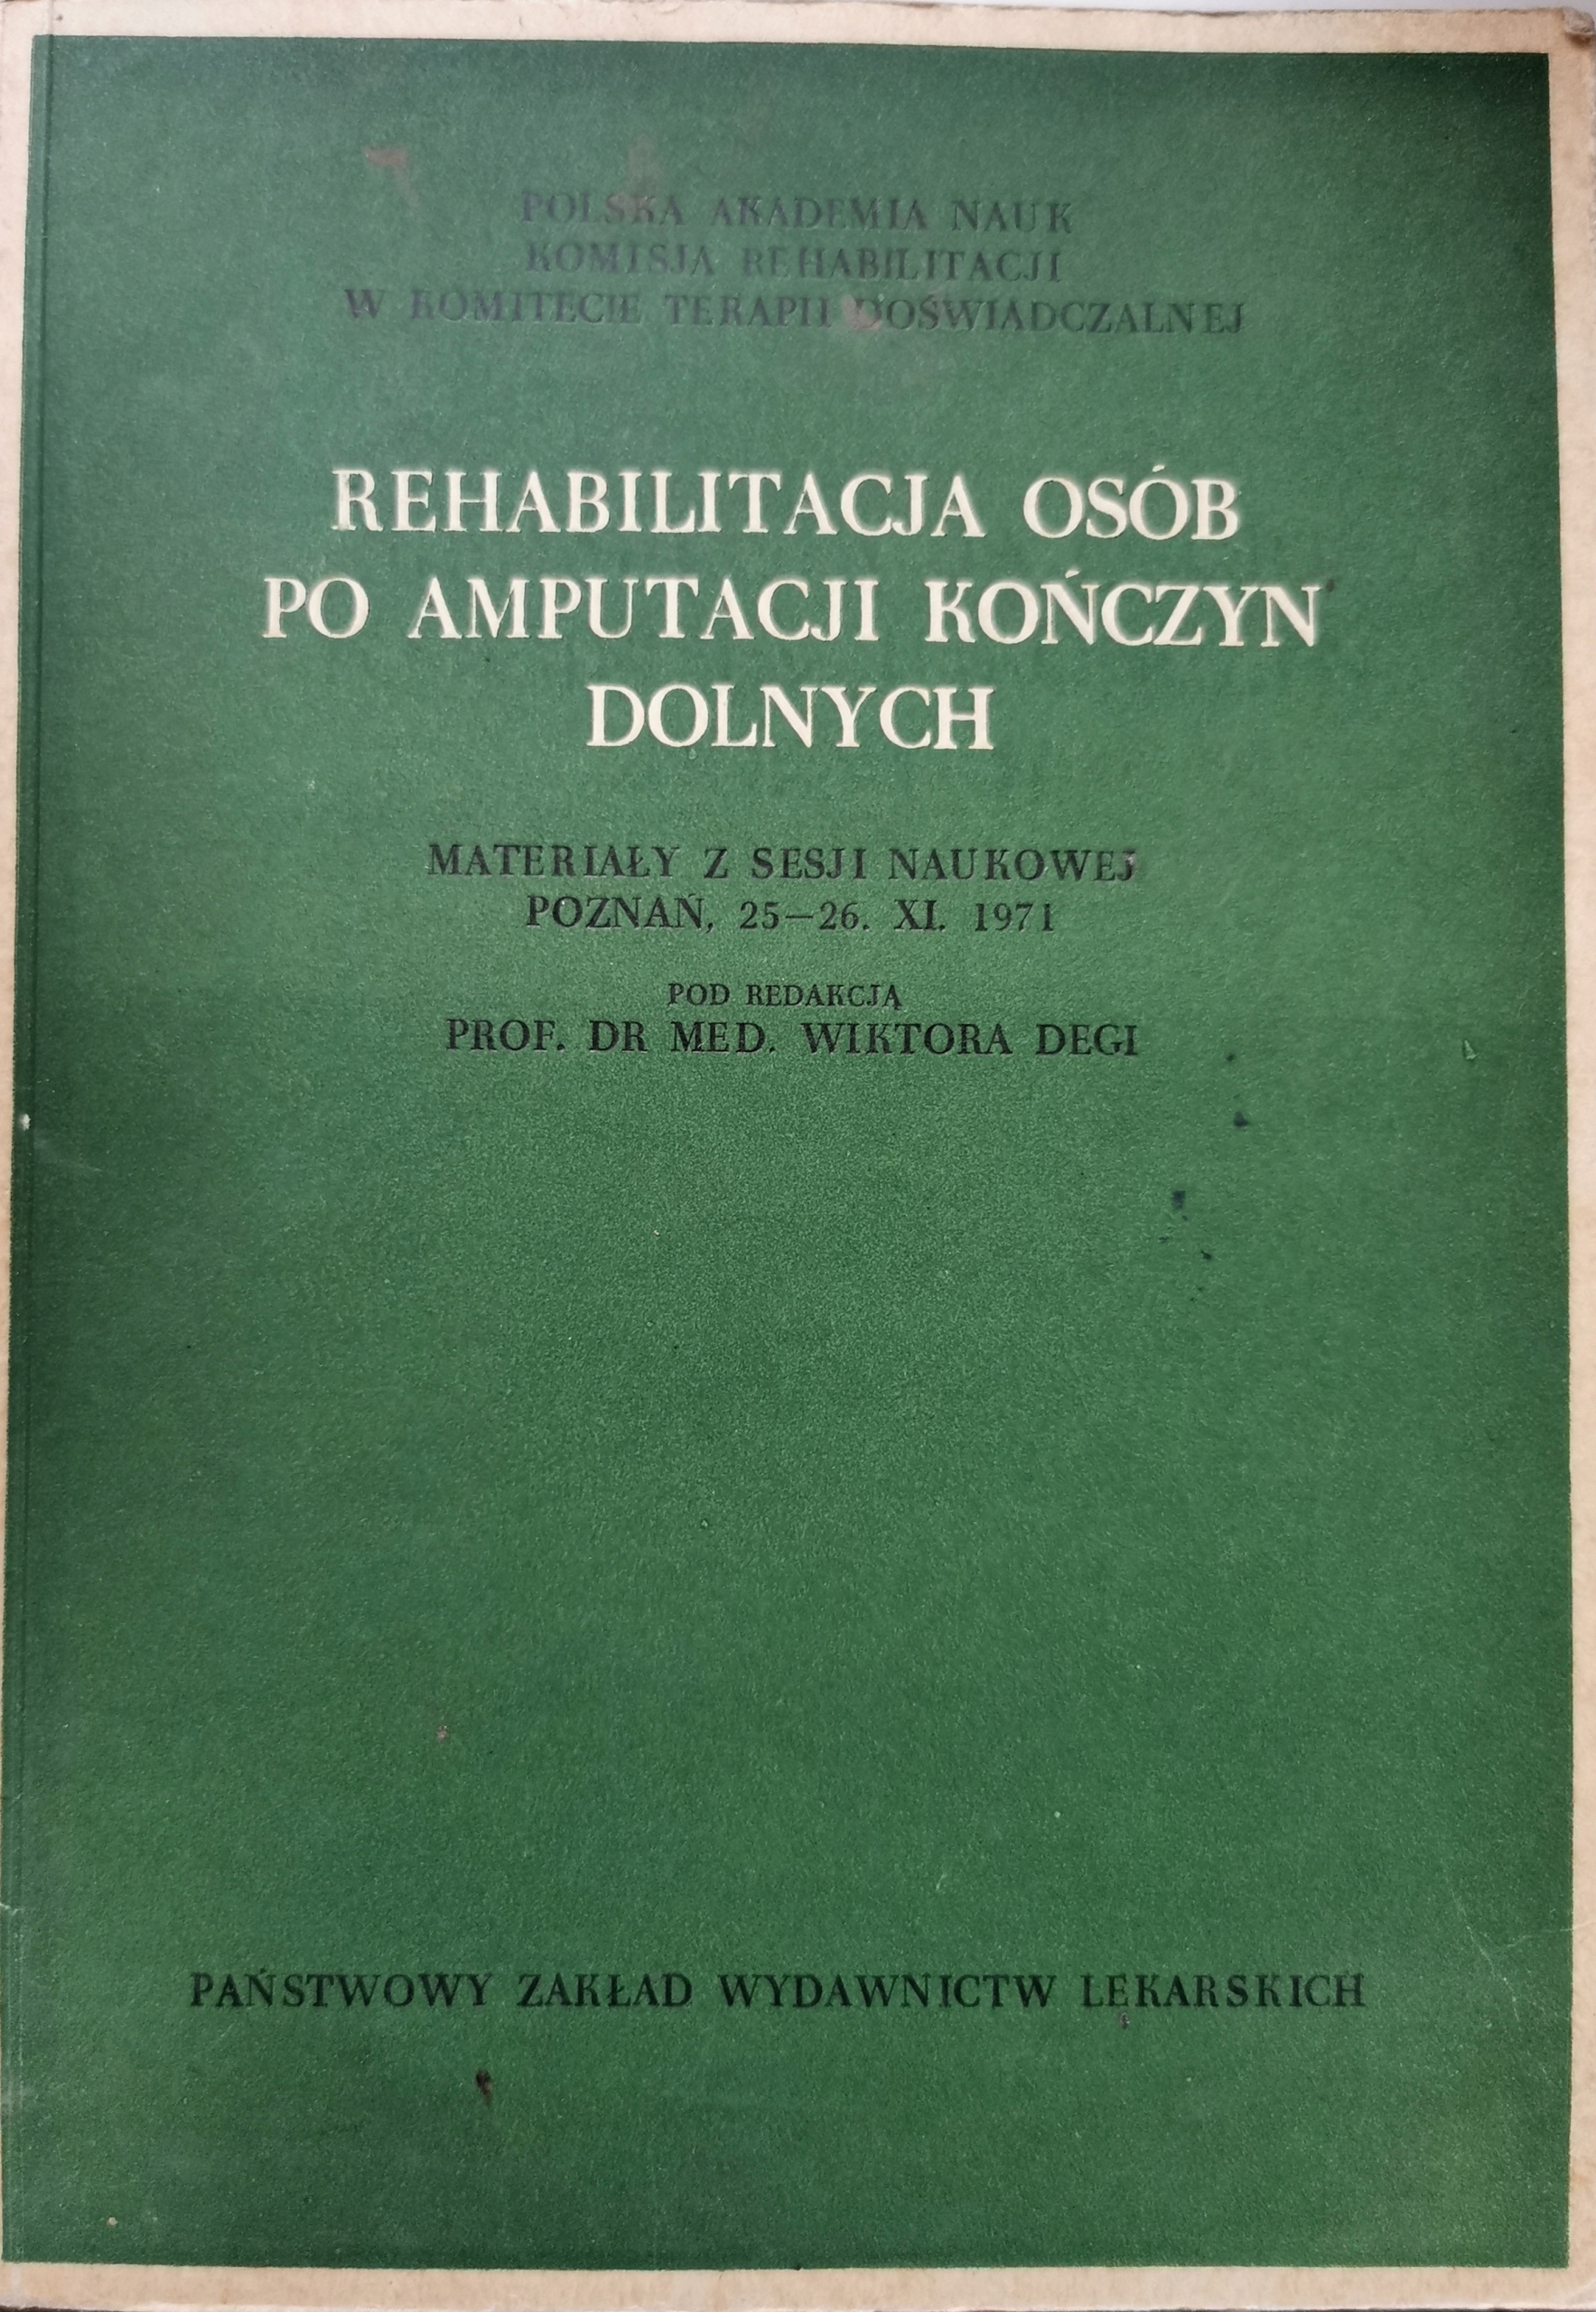 POLSKA AKADEMIA NAUK
KOMISJA REHABILITACJI
W KOMITECIE TERAPII DOŚWIADCZALNEJ
REHABILITACJA OSÓB
PO AMPUTACJI KOŃCZYN
DOLNYCH
MATERIAŁY Z SESJI NAUKOWEJ
POZNAŃ, 25—26. XI. 1971
POD REDAKCJĄ
PROF. DR MED. WIKTORA DEGI
PAŃSTWOWY ZAKŁAD WYDAWNICTW LEKARSKICH